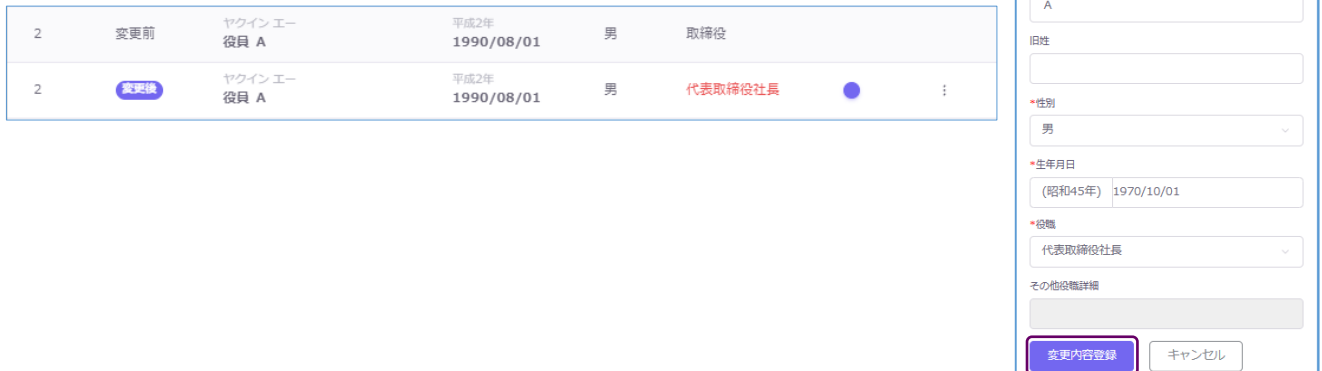 2 変更前 ヤクイン エー 平成2年 男 取締役
役員 A 1990/08/01
2 変更後 ヤクイン エー 平成2年 男 代表取締役社長
役員 A 1990/08/01
A
旧姓
*性別
男
*生年月日
(昭和45年) 1970/10/01
*役職
代表取締役社長
その他役職詳細
変更内容登録 キャンセル